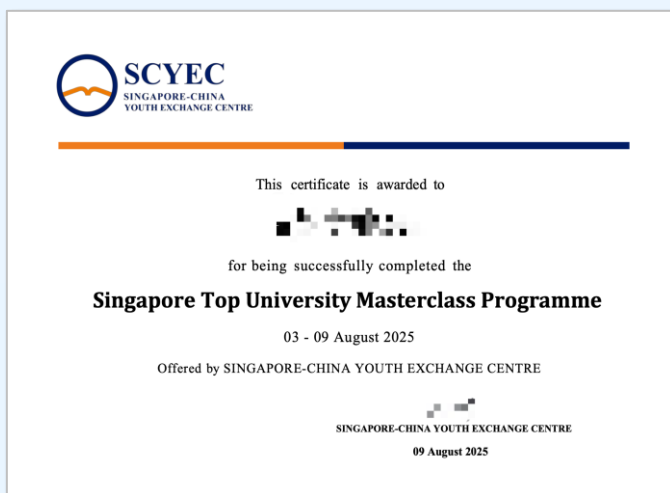 SCYEC
SINGAPORE-CHINA
YOUTH EXCHANGE CENTRE
This certificate is awarded to
for being successfully completed the
Singapore Top University Masterclass Programme
03 - 09 August 2025
Offered by SINGAPORE-CHINA YOUTH EXCHANGE CENTRE
SINGAPORE-CHINA YOUTH EXCHANGE CENTRE
09 August 2025